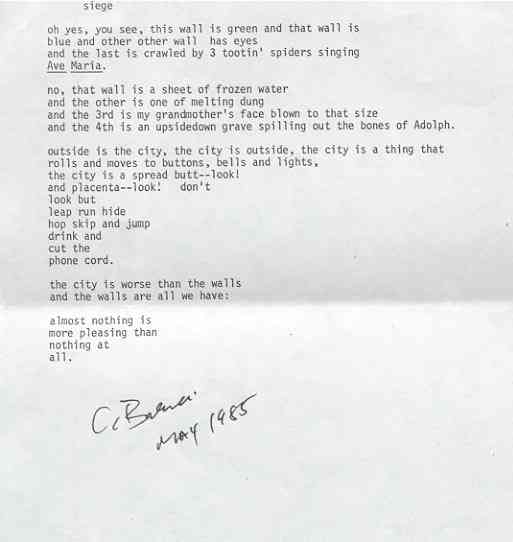 siege
oh yes, you see, this wall is green and that wall is
blue and other other wall has eyes
and the last is crawled by 3 tootin' spiders singing
Ave Maria.
no, that wall is a sheet of frozen water
and the other is one of melting dung
and the 3rd is my grandmother's face blown to that size
and the 4th is an upsidedown grave spilling out the bones of Adolph.
outside is the city, the city is outside, the city is a thing that
rolls and moves to buttons, bells and lights,
the city is a spread butt--look!
and placenta--look! don't
look but
leap run hide
hop skip and jump
drink and
cut the
phone cord.
the city is worse than the walls
and the walls are all we have:
almost nothing is
more pleasing than
nothing at
all.
MAY 1985